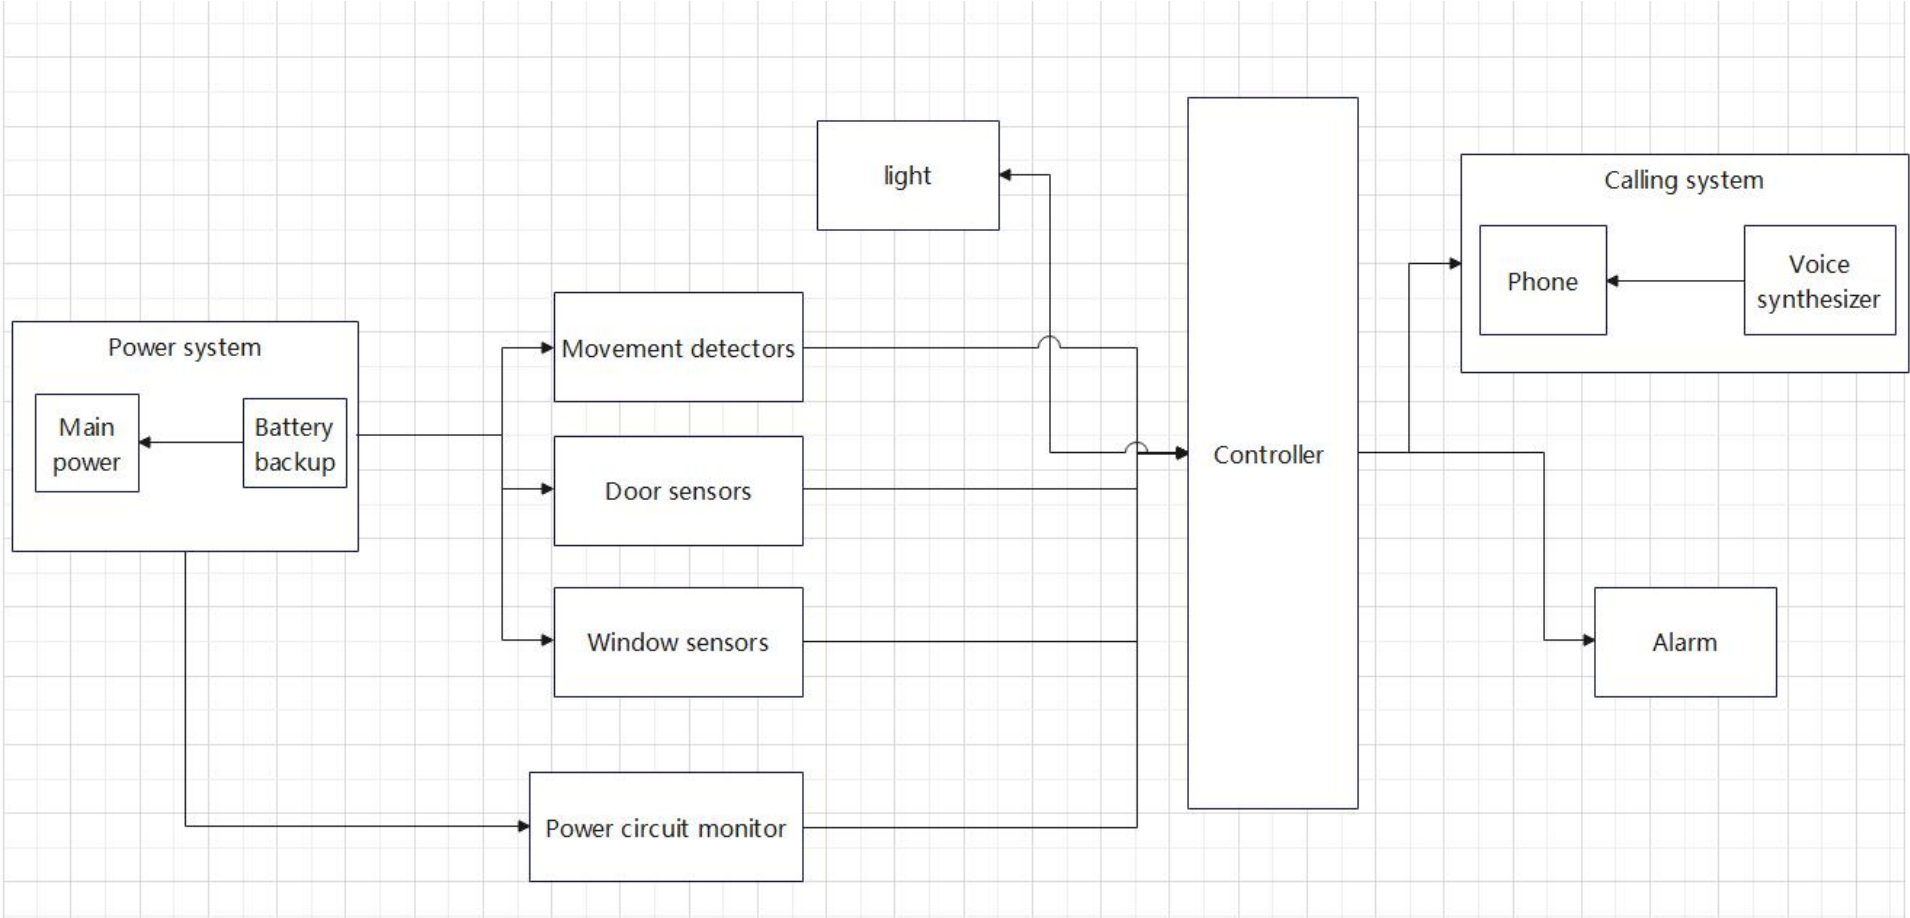 light
Calling system
Phone
Voice
synthesizer
Power system
Main
power
Battery
backup
Movement detectors
Door sensors
Window sensors
Power circuit monitor
Controller
Alarm